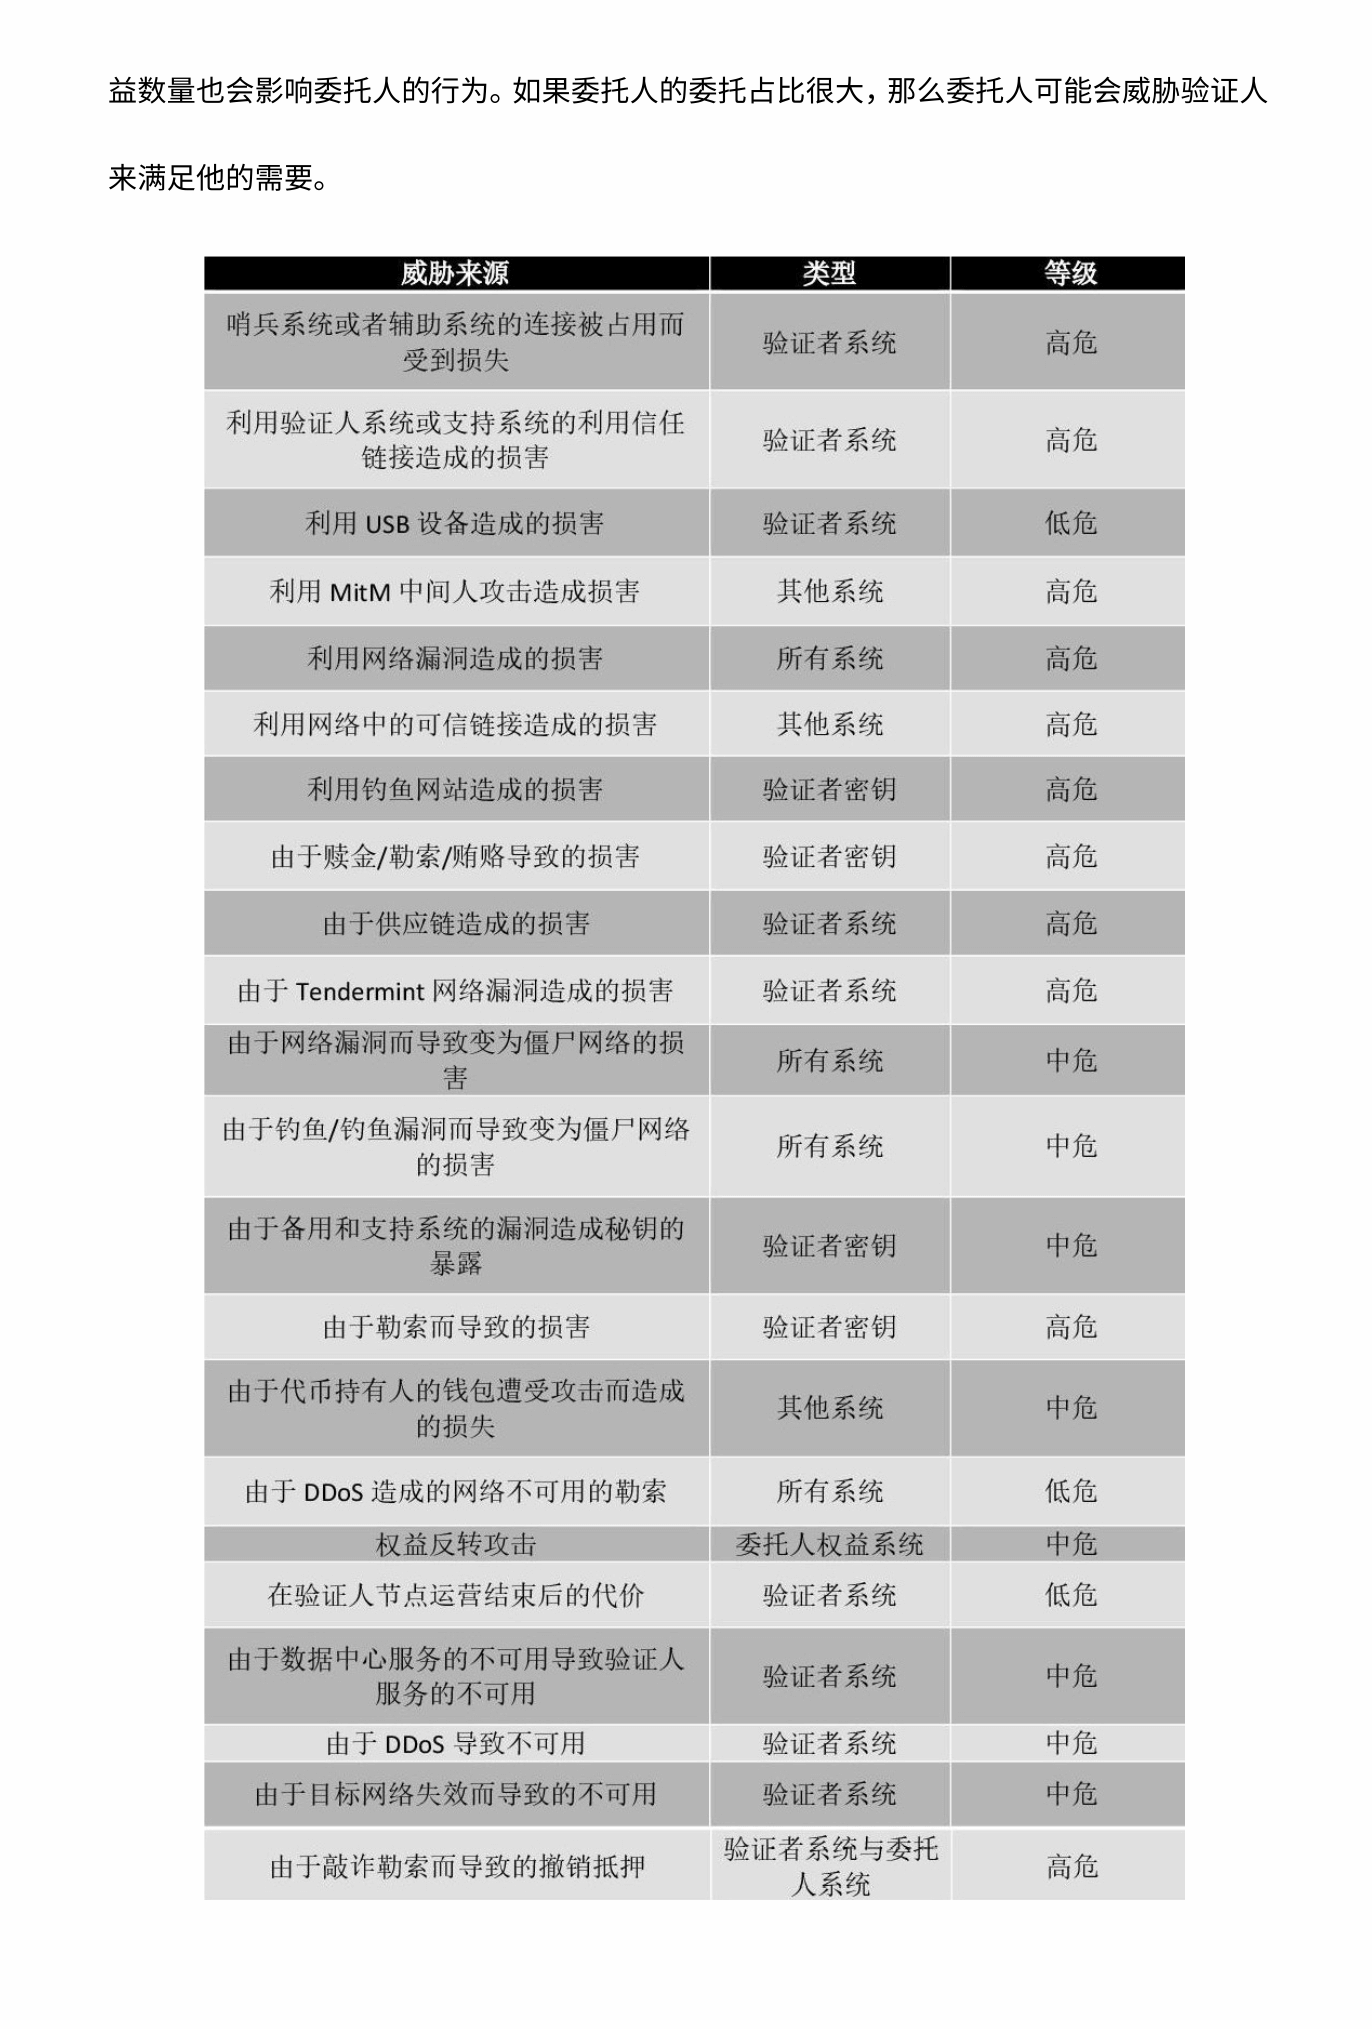 益数量也会影响委托人的行为。如果委托人的委托占比很大，那么委托人可能会威胁验证人
来满足他的需要。
威胁来源 类型 等级
哨兵系统或者辅助系统的连接被占用而
受到损失 验证者系统 高危
利用验证人系统或支持系统的利用信任
链接造成的损害 验证者系统 高危
利用 USB 设备造成的损害 验证者系统 低危
利用 MitM 中间人攻击造成损害 其他系统 高危
利用网络漏洞造成的损害 所有系统 高危
利用网络中的可信链接造成的损害 其他系统 高危
利用钓鱼网站造成的损害 验证者密钥 高危
由于赎金/勒索/贿赂导致的损害 验证者密钥 高危
由于供应链造成的损害 验证者系统 高危
由于 Tendermint 网络漏洞造成的损害 验证者系统 高危
由于网络漏洞而导致变为僵尸网络的损
害 所有系统 中危
由于钓鱼/钓鱼漏洞而导致变为僵尸网络
的损害 所有系统 中危
由于备用和支持系统的漏洞造成秘钥的
暴露 验证者密钥 中危
由于勒索而导致的损害 验证者密钥 高危
由于代币持有人的钱包遭受攻击而造成
的损失 其他系统 中危
由于 DDoS 造成的网络不可用的勒索 所有系统 低危
权益反转攻击 委托人权益系统 中危
在验证人节点运营结束后的代价 验证者系统 低危
由于数据中心服务的不可用导致验证人
服务的不可用 验证者系统 中危
由于 DDoS 导致不可用 验证者系统 中危
由于目标网络失效而导致的不可用 验证者系统 中危
由于敲诈勒索而导致的撤销抵押 验证者系统与委托
人系统 高危